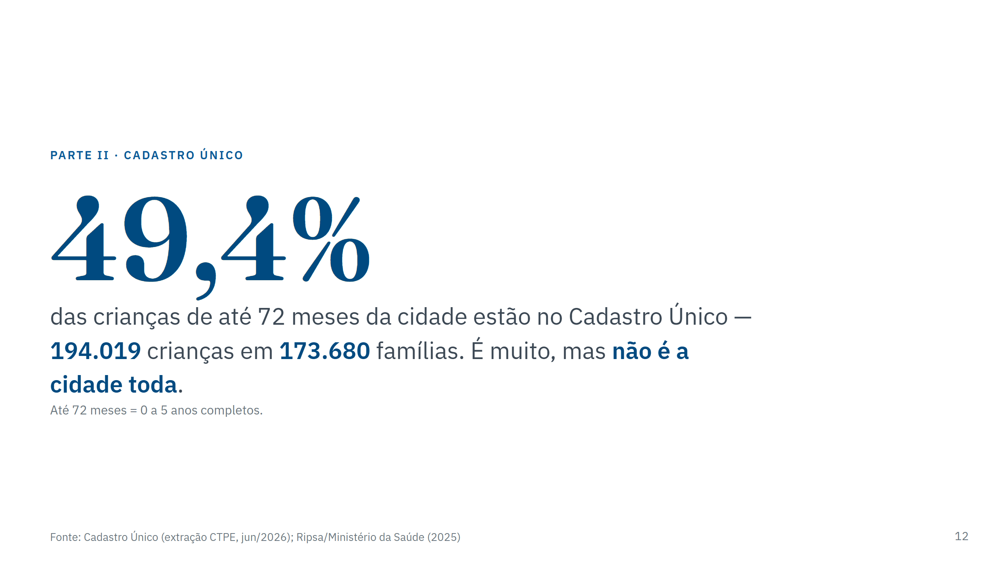 PARTE II · CADASTRO ÚNICO
49,4%
das crianças de até 72 meses da cidade estão no Cadastro Único —
194.019 crianças em 173.680 famílias. É muito, mas não é a
cidade toda.
Até 72 meses = 0 a 5 anos completos.
Fonte: Cadastro Único (extração CTPE, jun/2026); Ripsa/Ministério da Saúde (2025)
12